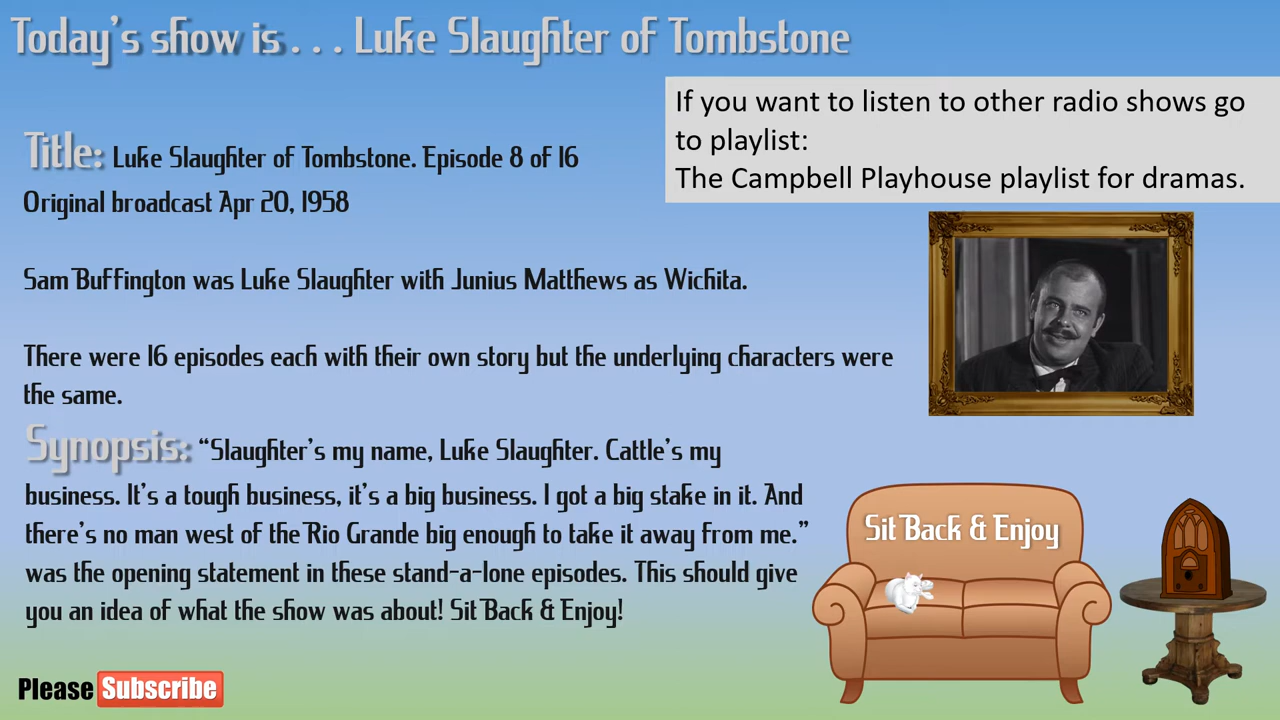 Today's show is . . . Luke Slaughter of Tombstone
If you want to listen to other radio shows go
to playlist:
The Campbell Playhouse playlist for dramas.
Title: Luke Slaughter of Tombstone. Episode 8 of 16
Original broadcast Apr 20, 1958
Sam Buffington was Luke Slaughter with Junius Matthews as Wichita.
There were 16 episodes each with their own story but the underlying characters were
the same.
Synopsis: “Slaughter's my name, Luke Slaughter. Cattle's my
business. It's a tough business, it's a big business. I got a big stake in it. And
there's no man west of the Rio Grande big enough to take it away from me.”
was the opening statement in these stand-a-lone episodes. This should give
you an idea of what the show was about! Sit Back & Enjoy!
Sit Back & Enjoy
Please Subscribe